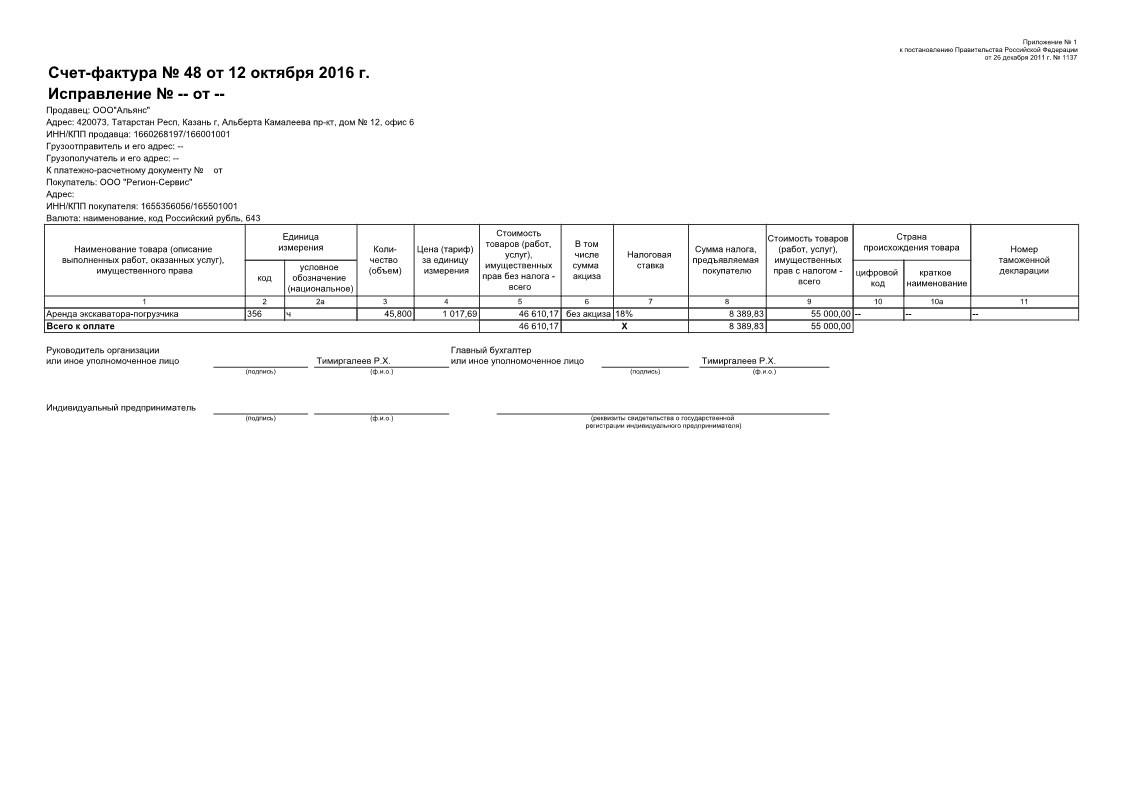 Приложение № 1
к постановлению Правительства Российской Федерации
от 26 декабря 2011 г. № 1137
Счет-фактура № 48 от 12 октября 2016 г.
Исправление № -- от --
Продавец: ООО"Альянс"
Адрес: 420073, Татарстан Респ, Казань г, Альберта Камалеева пр-кт, дом № 12, офис 6
ИНН/КПП продавца: 1660268197/166001001
Грузоотправитель и его адрес: --
Грузополучатель и его адрес: --
К платежно-расчетному документу № от
Покупатель: ООО "Регион-Сервис"
Адрес:
ИНН/КПП покупателя: 1655356056/165501001
Валюта: наименование, код Российский рубль, 643
Наименование товара (описание
выполненных работ, оказанных услуг),
имущественного права
Единица
измерения
код
условное
обозначение
(национальное)
Коли-
чество
(объем)
Цена (тариф)
за единицу
измерения
Стоимость
товаров (работ,
услуг),
имущественных
прав без налога -
всего
В том
числе
сумма
акциза
Налоговая
ставка
Сумма налога,
предъявляемая
покупателю
Стоимость товаров
(работ, услуг),
имущественных
прав с налогом -
всего
Страна
происхождения товара
цифровой
код
краткое
наименование
Номер
таможенной
декларации
1 2 2а 3 4 5 6 7 8 9 10 10а 11
Аренда экскаватора-погрузчика 356 ч 45,800 1 017,69 46 610,17 без акциза 18% 8 389,83 55 000,00 -- -- --
Всего к оплате 46 610,17 Х 8 389,83 55 000,00
Руководитель организации
или иное уполномоченное лицо Тимиргалеев Р.Х.
(подпись) (ф.и.о.)
Главный бухгалтер
или иное уполномоченное лицо Тимиргалеев Р.Х.
(подпись) (ф.и.о.)
Индивидуальный предприниматель
(подпись) (ф.и.о.)
(реквизиты свидетельства о государственной
регистрации индивидуального предпринимателя)